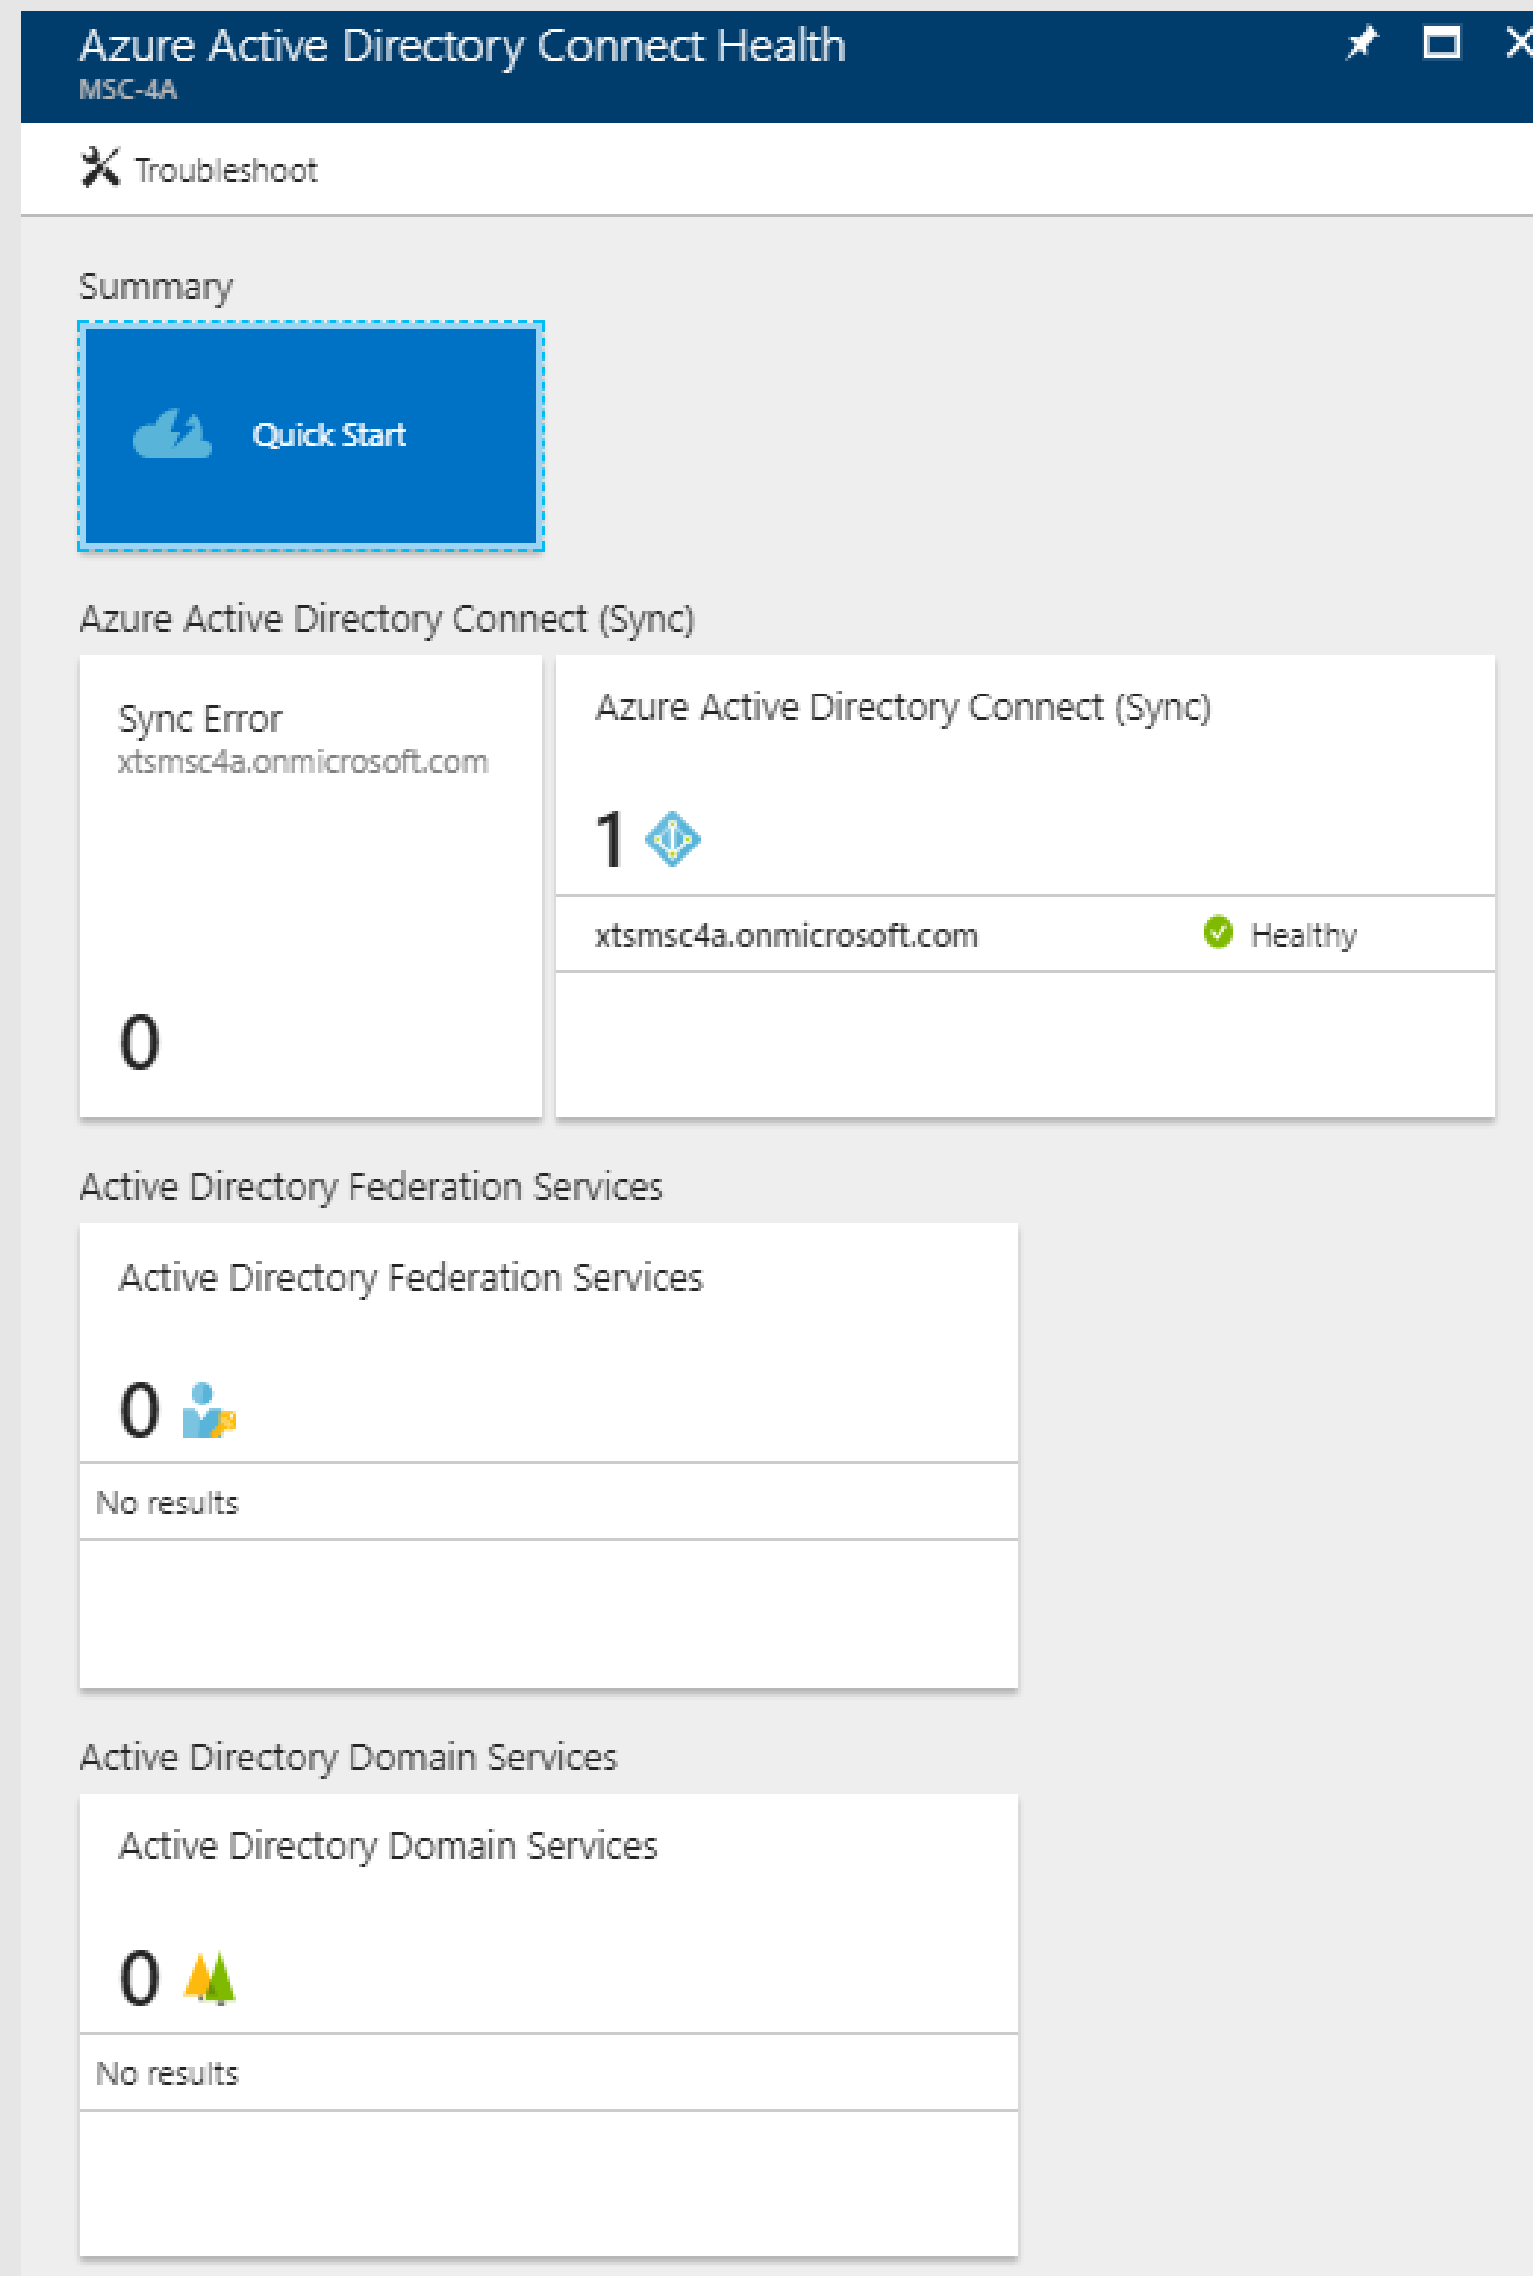 Azure Active Directory Connect Health
MSC-4A
Troubleshoot
Summary
Quick Start
Azure Active Directory Connect (Sync)
Sync Error
xtsmsc4a.onmicrosoft.com
0
Azure Active Directory Connect (Sync)
1
xtsmsc4a.onmicrosoft.com Healthy
Active Directory Federation Services
Active Directory Federation Services
0
No results
Active Directory Domain Services
Active Directory Domain Services
0
No results